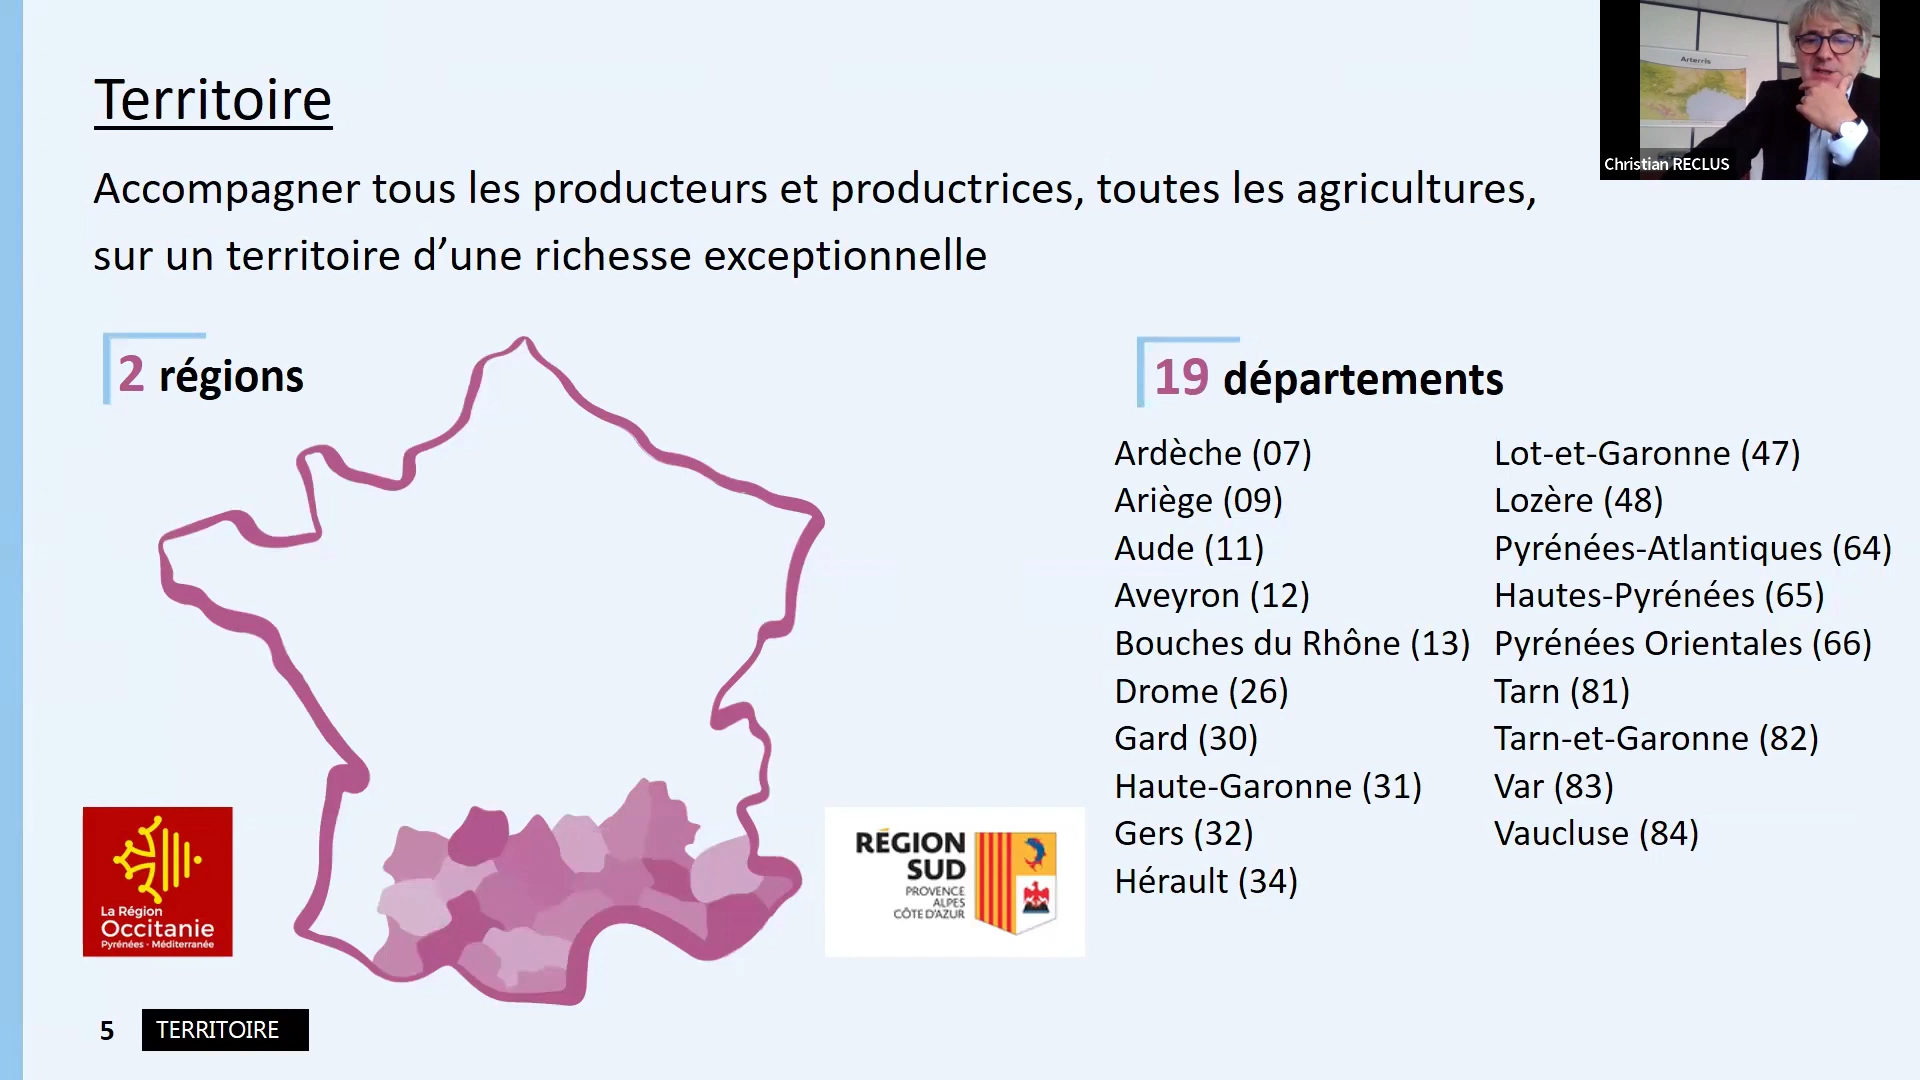 Territoire
Accompagner tous les producteurs et productrices, toutes les agricultures,
sur un territoire d’une richesse exceptionnelle
Arterris
Christian RECLUS
2 régions
La Région
Occitanie
Pyrénées - Méditerranée
RÉGION
SUD
PROVENCE
ALPES
CÔTE D'AZUR
19 départements
Ardèche (07)
Ariège (09)
Aude (11)
Aveyron (12)
Bouches du Rhône (13)
Drome (26)
Gard (30)
Haute-Garonne (31)
Gers (32)
Hérault (34)
Lot-et-Garonne (47)
Lozère (48)
Pyrénées-Atlantiques (64)
Hautes-Pyrénées (65)
Pyrénées Orientales (66)
Tarn (81)
Tarn-et-Garonne (82)
Var (83)
Vaucluse (84)
5 TERRITOIRE